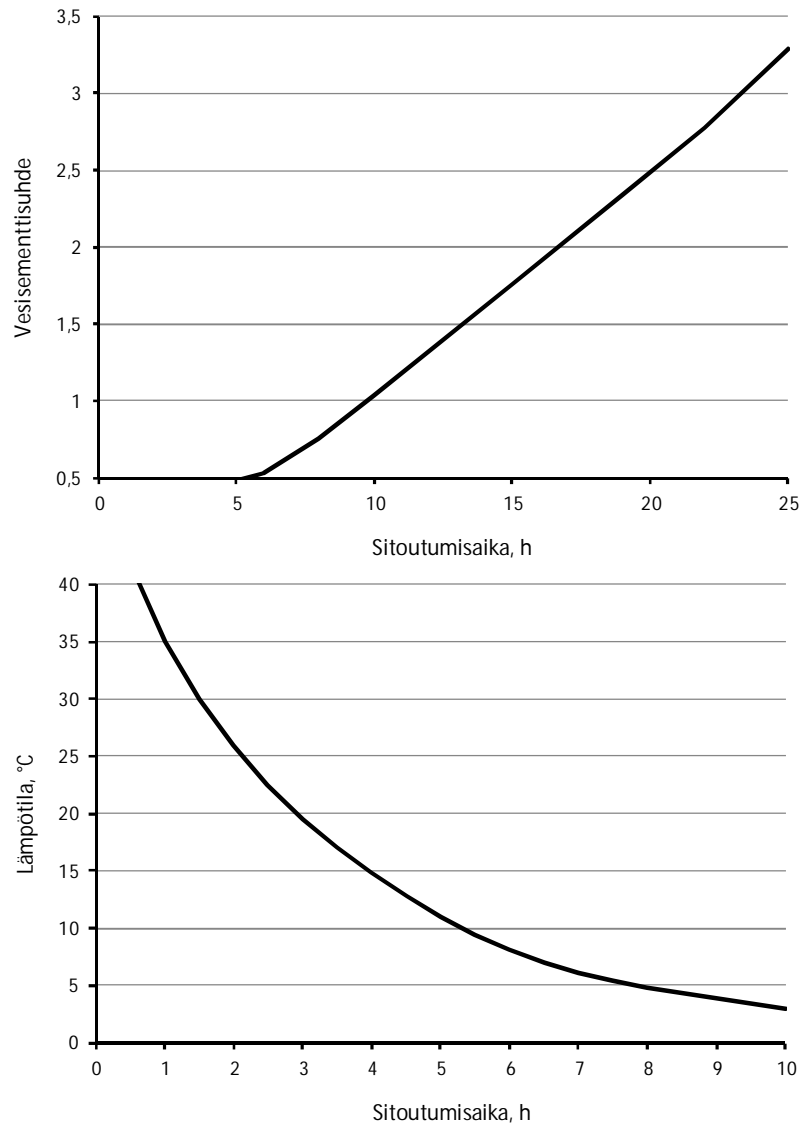 3,5
3
2,5
2
1,5
1
0,5
Vesisementtisuhde
0 5 10 15 20 25
Sitoutumisaika, h
40
35
30
25
20
15
10
5
0
Lämpötila, °C
0 1 2 3 4 5 6 7 8 9 10
Sitoutumisaika, h